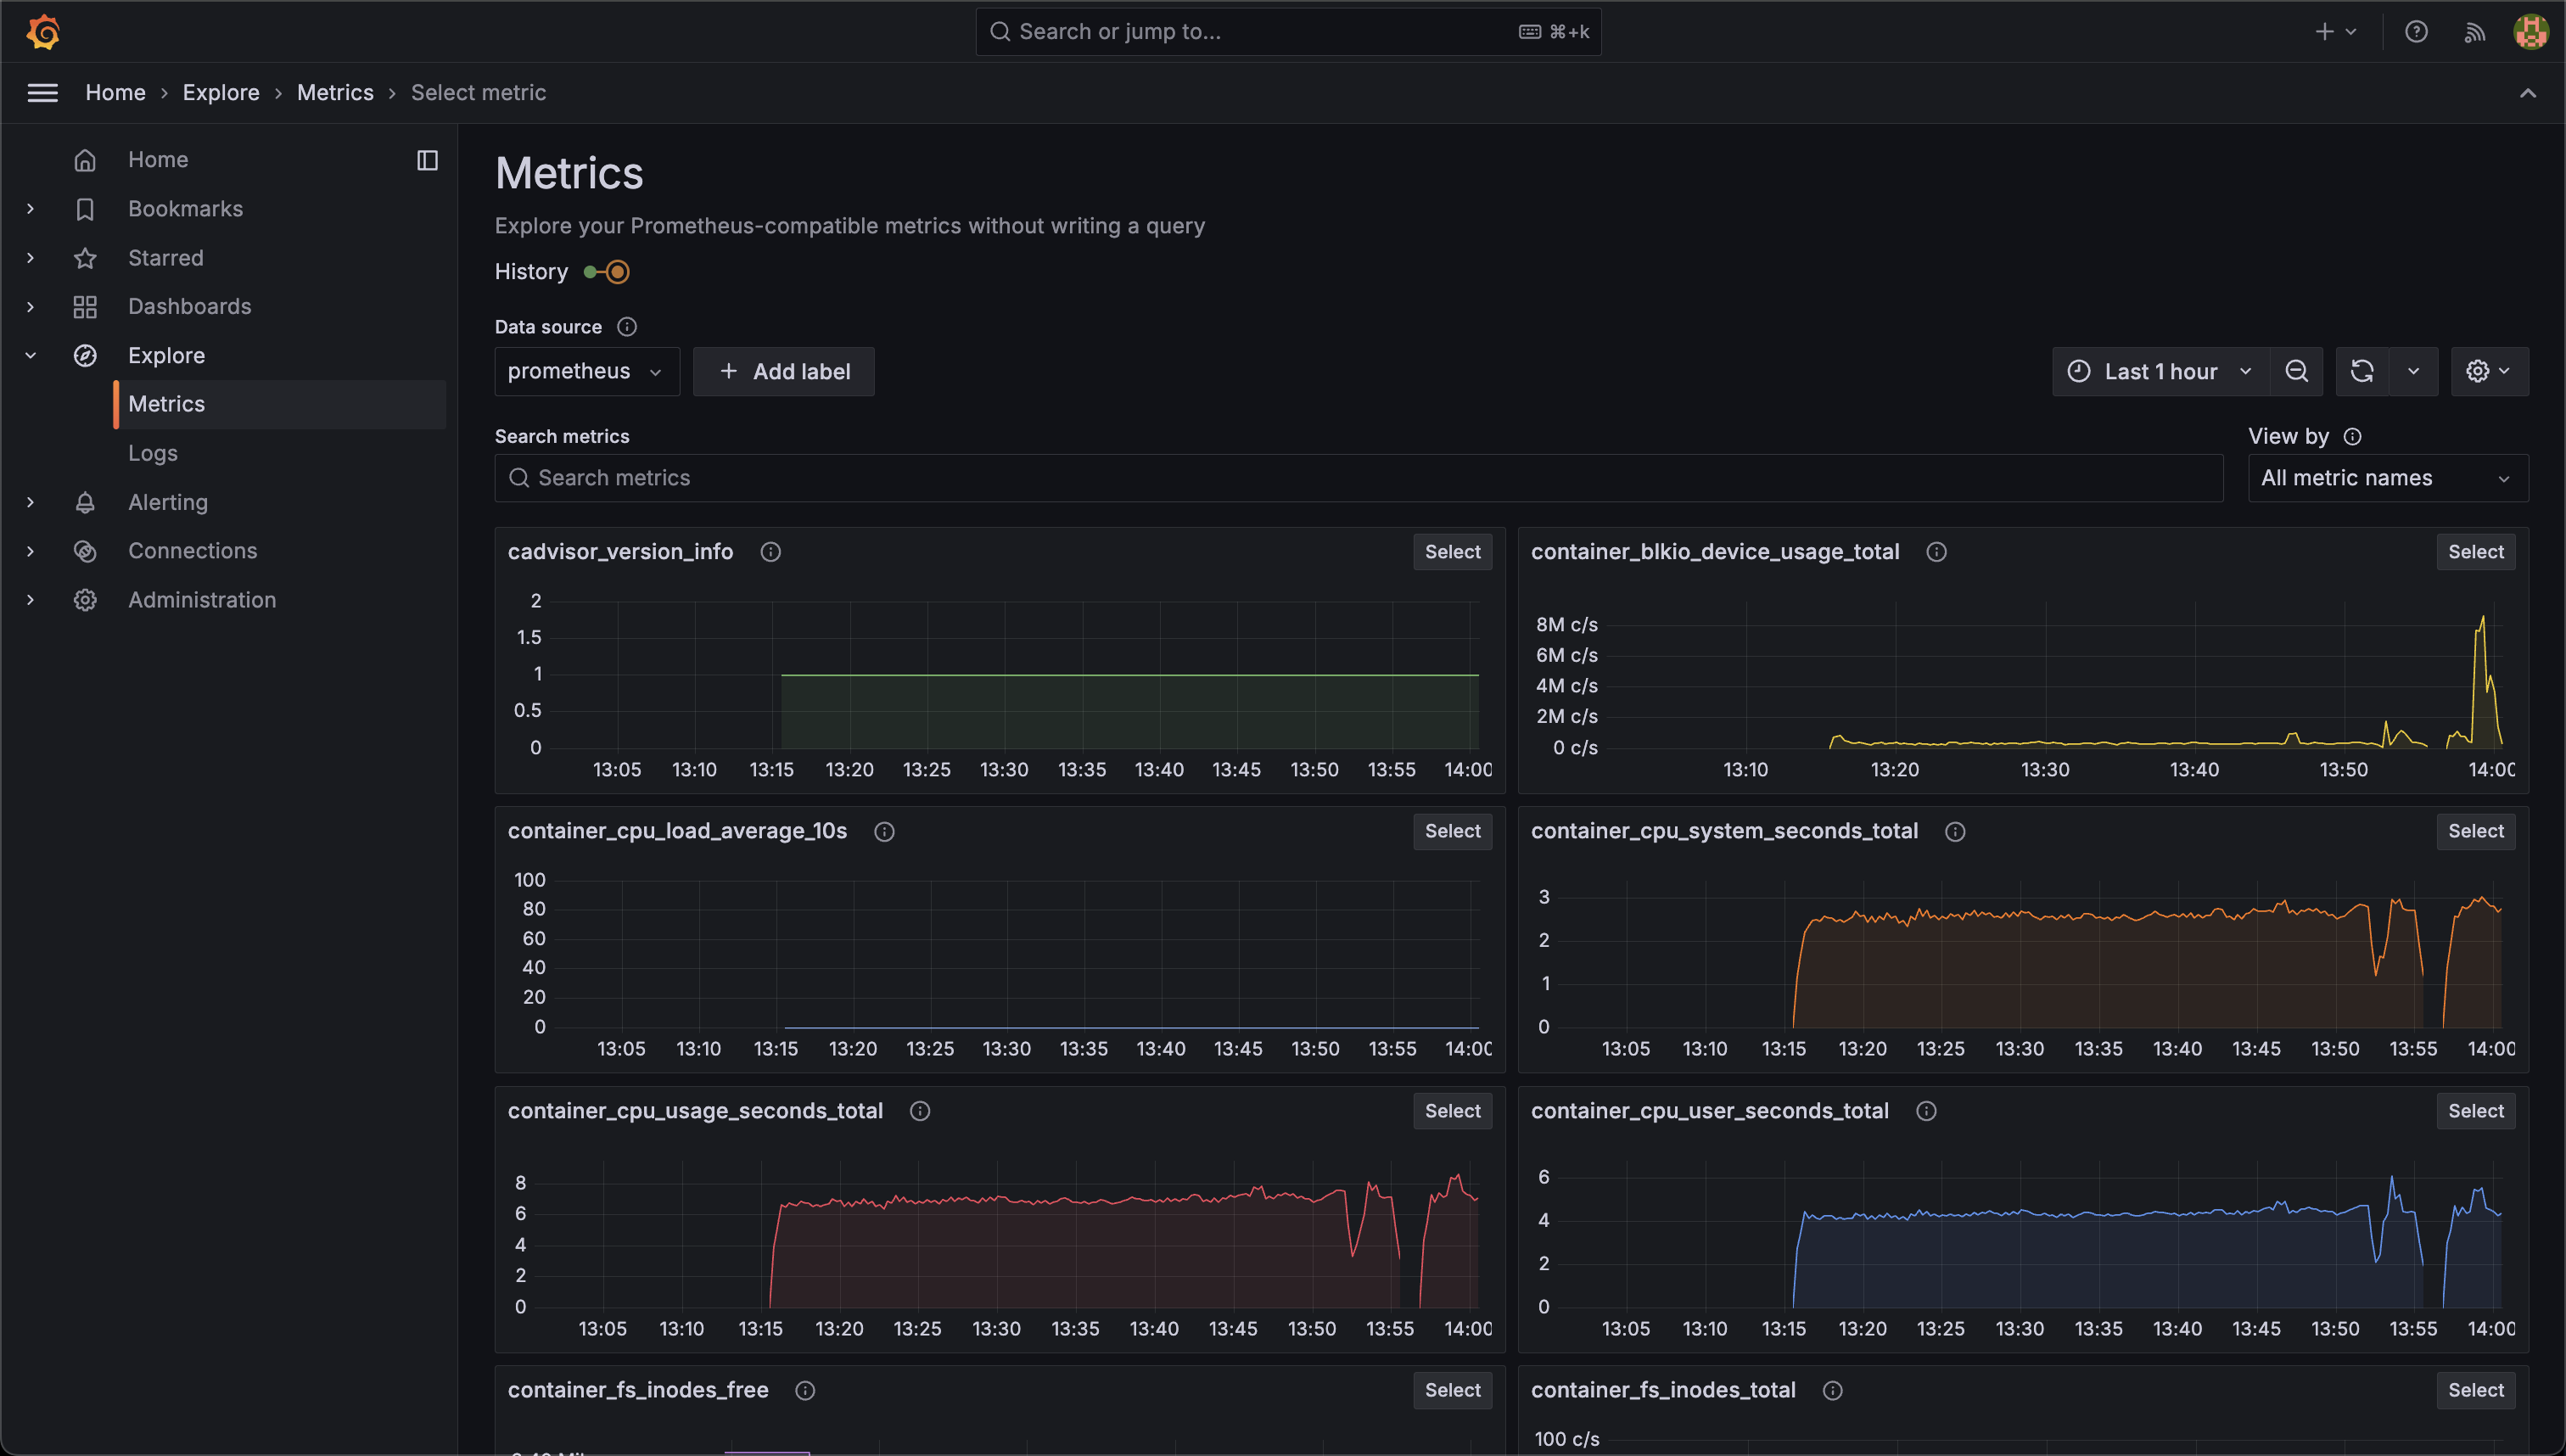 Search or jump to... ⌘+k
Home › Explore › Metrics › Select metric
Home
Bookmarks
Starred
Dashboards
Explore
Metrics
Logs
Alerting
Connections
Administration
Metrics
Explore your Prometheus-compatible metrics without writing a query
History
Data source
prometheus
+ Add label
Last 1 hour
Search metrics
View by
Search metrics
All metric names
cadvisor_version_info
Select
2
1.5
1
0.5
0
13:05 13:10 13:15 13:20 13:25 13:30 13:35 13:40 13:45 13:50 13:55 14:00
container_blkio_device_usage_total
Select
8M c/s
6M c/s
4M c/s
2M c/s
0 c/s
13:10 13:20 13:30 13:40 13:50 14:00
container_cpu_load_average_10s
Select
100
80
60
40
20
0
13:05 13:10 13:15 13:20 13:25 13:30 13:35 13:40 13:45 13:50 13:55 14:00
container_cpu_system_seconds_total
Select
3
2
1
0
13:05 13:10 13:15 13:20 13:25 13:30 13:35 13:40 13:45 13:50 13:55 14:00
container_cpu_usage_seconds_total
Select
8
6
4
2
0
13:05 13:10 13:15 13:20 13:25 13:30 13:35 13:40 13:45 13:50 13:55 14:00
container_cpu_user_seconds_total
Select
6
4
2
0
13:05 13:10 13:15 13:20 13:25 13:30 13:35 13:40 13:45 13:50 13:55 14:00
container_fs_inodes_free
Select
container_fs_inodes_total
Select
100 c/s